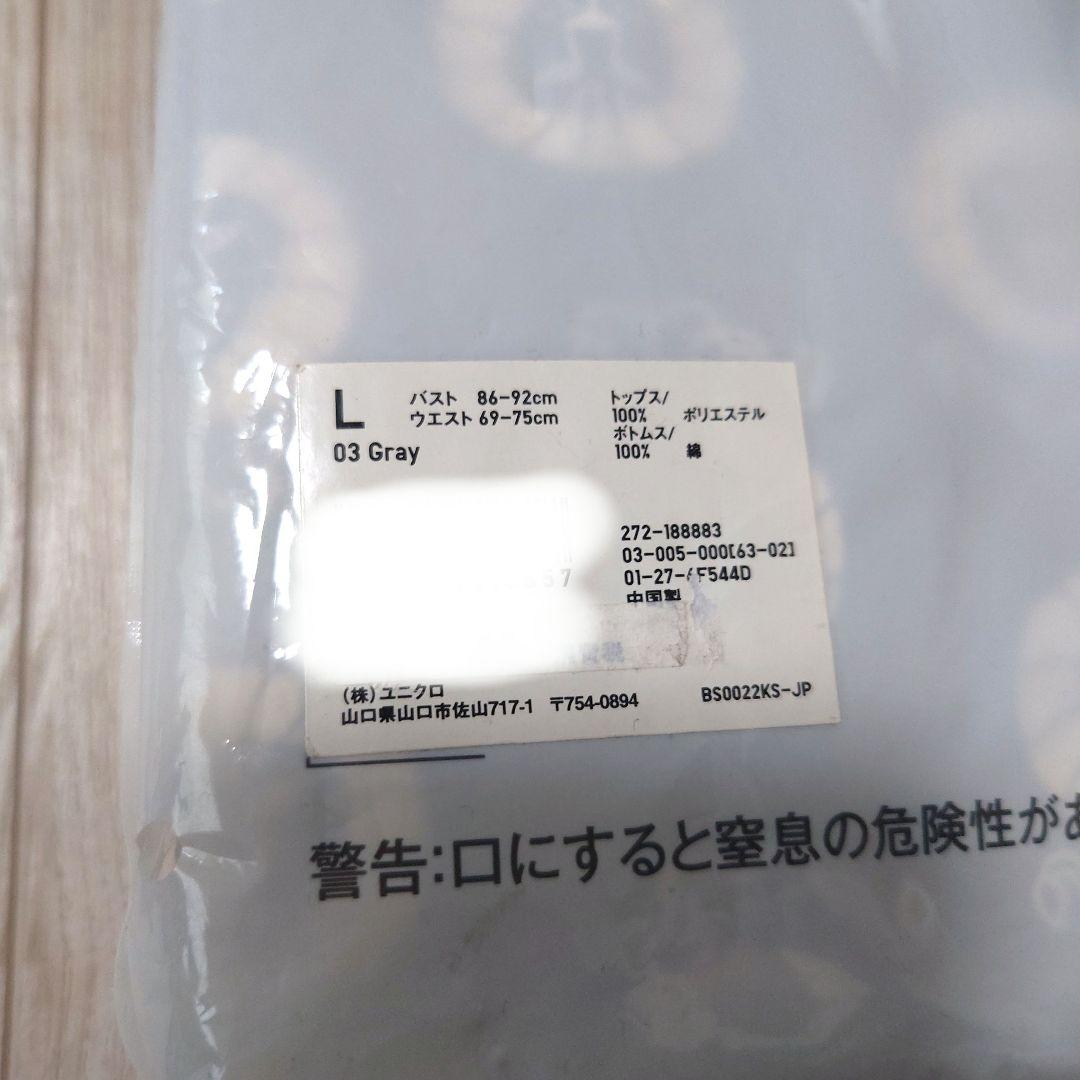 L
バスト 86-92cm
ウエスト 69-75cm
03 Gray
トップス/
100% ポリエステル
ボトムス/
100% 綿
272-188883
03-005-000[63-02]
中国製
(株)ユニクロ
山口県山口市佐山717-1 〒754-0894
BS0022KS-JP
警告:口にすると窒息の危険性があ